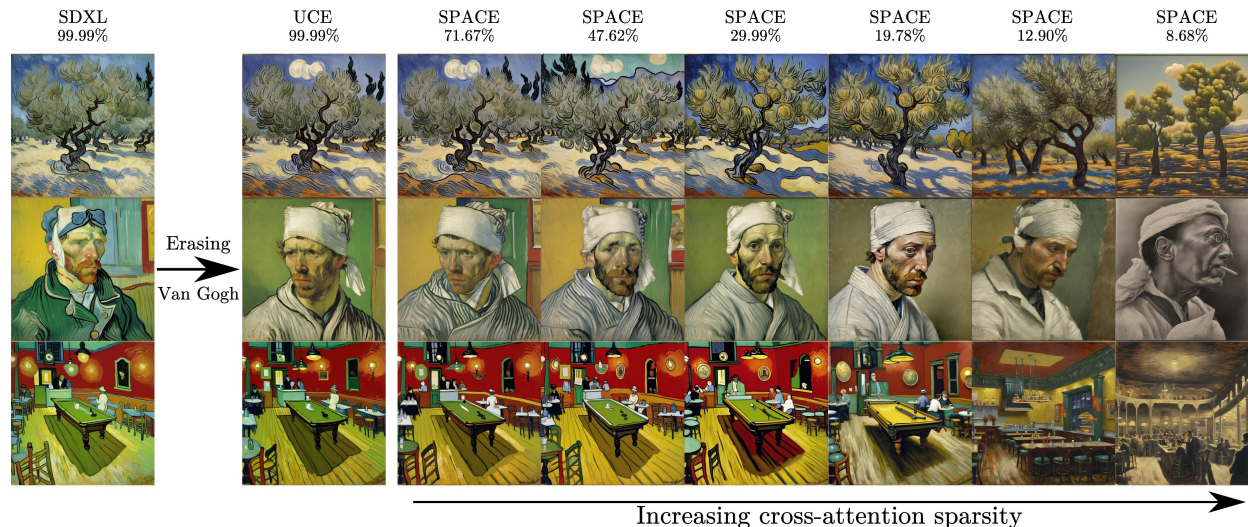 SDXL
99.99%
UCE
99.99%
SPACE
71.67%
SPACE
47.62%
SPACE
29.99%
SPACE
19.78%
SPACE
12.90%
SPACE
8.68%
Erasing
Van Gogh
Increasing cross-attention sparsity